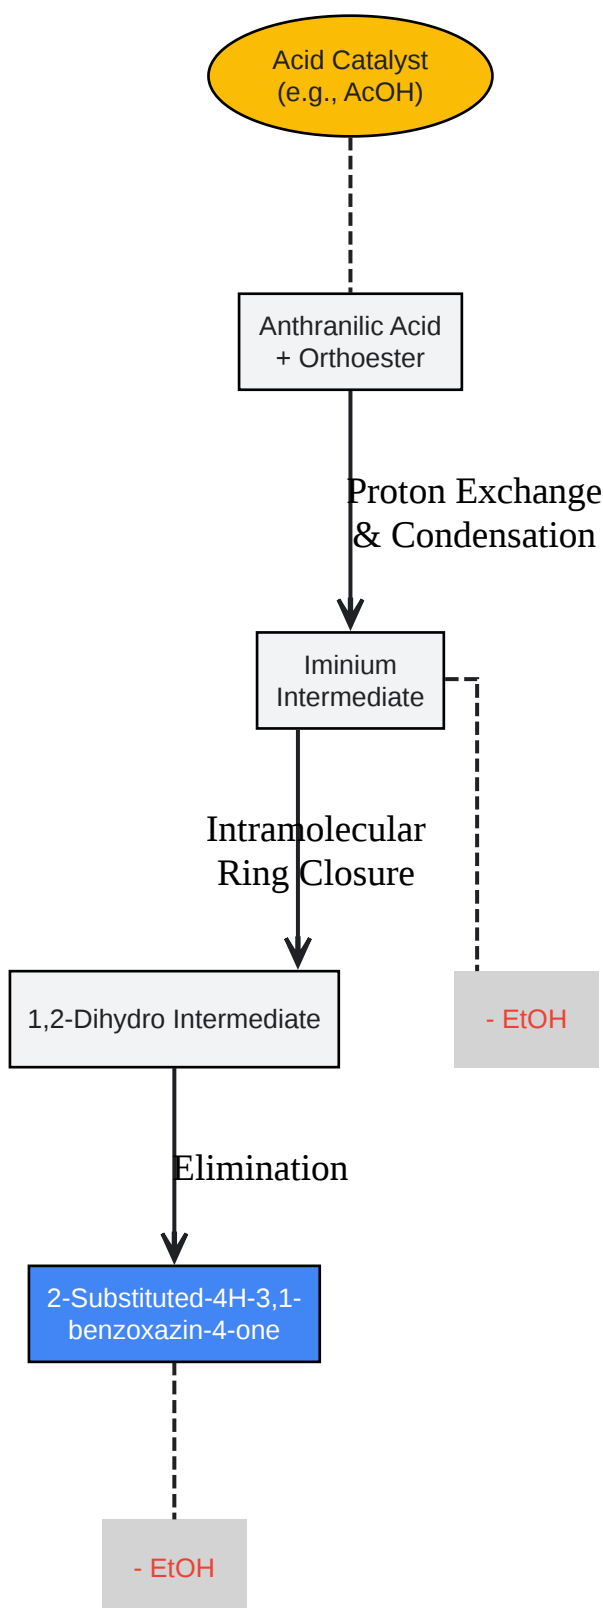 Acid Catalyst
(e.g., AcOH)
Anthranilic Acid
+ Orthoester
Proton Exchange
& Condensation
Iminium
Intermediate
Intramolecular
Ring Closure
1,2-Dihydro Intermediate
- EtOH
Elimination
2-Substituted-4H-3,1-
benzoxazin-4-one
- EtOH